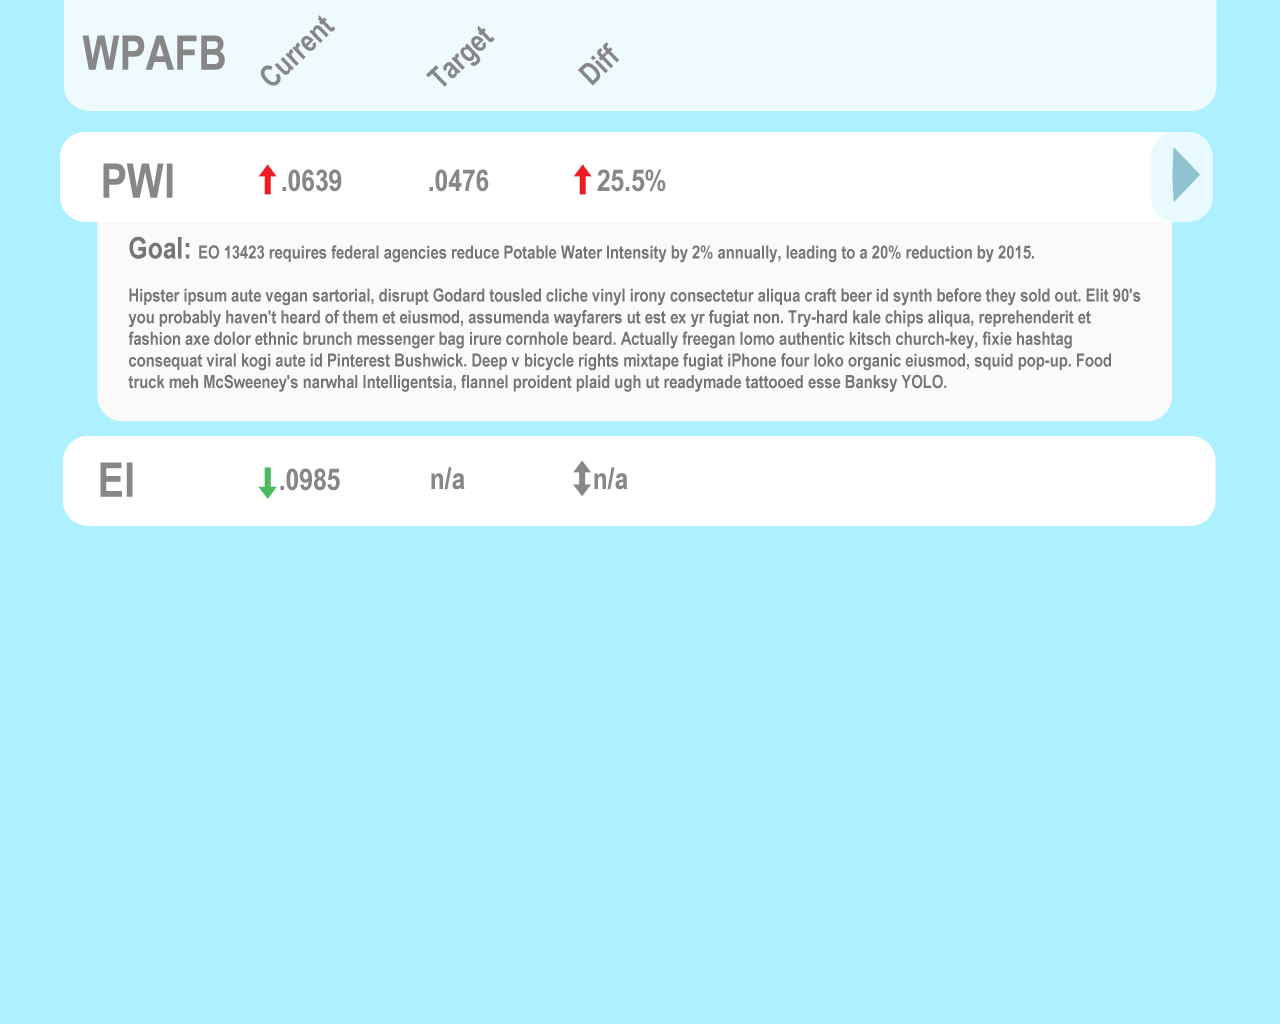 WPAFB Current Target Diff
PWI .0639 .0476 25.5%
Goal: EO 13423 requires federal agencies reduce Potable Water Intensity by 2% annually, leading to a 20% reduction by 2015.
Hipster ipsum aute vegan sartorial, disrupt Godard tousled cliche vinyl irony consectetur aliqua craft beer id synth before they sold out. Elit 90's
you probably haven't heard of them et eiusmod, assumenda wayfarers ut est ex yr fugiat non. Try-hard kale chips aliqua, reprehenderit et
fashion axe dolor ethnic brunch messenger bag irure cornhole beard. Actually freegan lomo authentic kitsch church-key, fixie hashtag
consequat viral kogi aute id Pinterest Bushwick. Deep v bicycle rights mixtape fugiat iPhone four loko organic eiusmod, squid pop-up. Food
truck meh McSweeney's narwhal Intelligentsia, flannel proident plaid ugh ut readymade tattooed esse Banksy YOLO.
EI .0985 n/a n/a